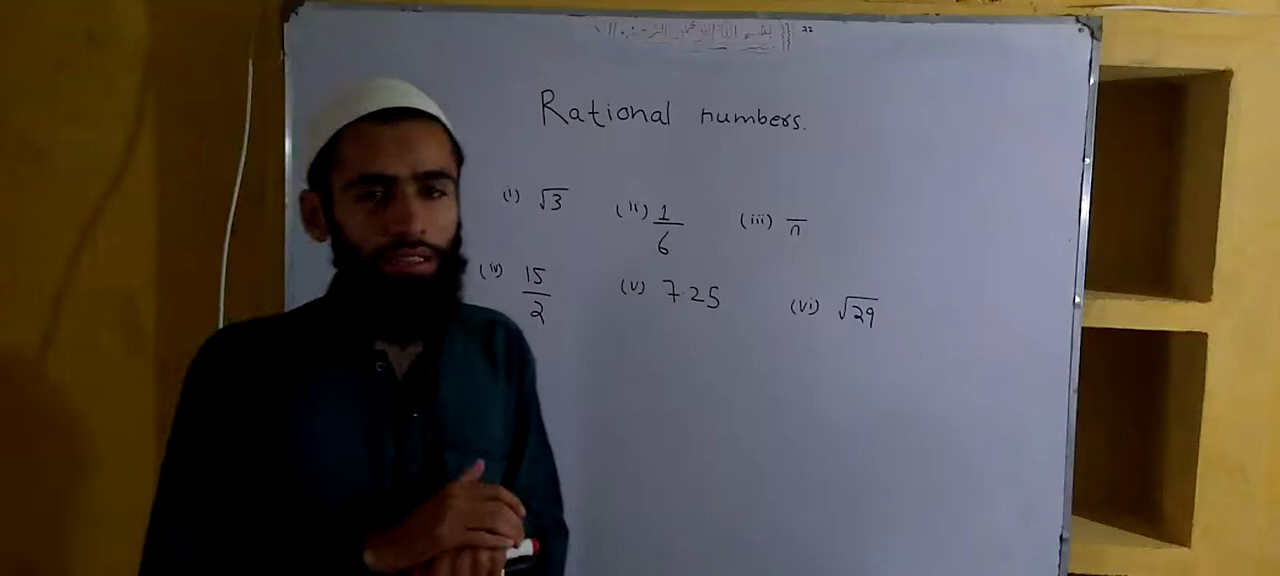 Rational numbers.
(i) √3 (ii) 1/6 (iii) π
(iv) 15/2 (v) 7.25 (vi) √29